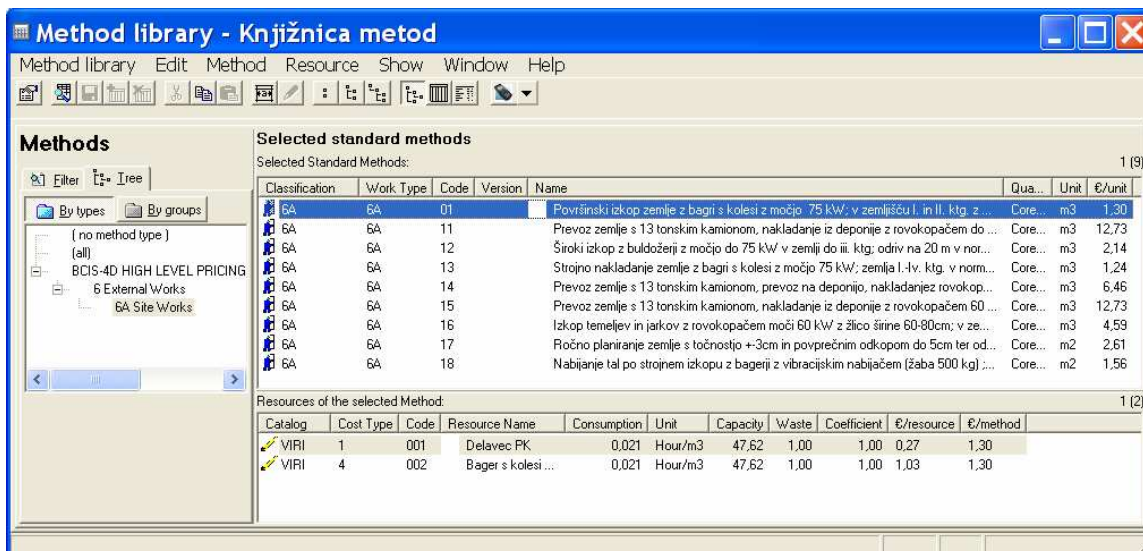 Method library - Knjižnica metod
Method library Edit Method Resource Show Window Help
Methods
Filter Tree
By types By groups
( no method type )
(all)
BCIS-4D HIGH LEVEL PRICING
6 External Works
6A Site Works
Selected standard methods
Selected Standard Methods: 1 (9)
Classification Work Type Code Version Name Qua... Unit €/unit
6A 6A 01 Površinski izkop zemlje z bagri s kolesi z močjo 75 kW; v zemljišču I. in II. ktg. z ... Core... m3 1,30
6A 6A 11 Prevoz zemlje s 13 tonskim kamionom, nakladanje iz deponije z rovokopačem do ... Core... m3 12,73
6A 6A 12 Široki izkop z buldožerji z močjo do 75 kW v zemlji do iii. ktg; odriv na 20 m v nor... Core... m3 2,14
6A 6A 13 Strojno nakladanje zemlje z bagri s kolesi z močjo 75 kW; zemlja I.-Iv. ktg. v norm... Core... m3 1,24
6A 6A 14 Prevoz zemlje s 13 tonskim kamionom, prevoz na deponijo, nakladanjez rovokop... Core... m3 6,46
6A 6A 15 Prevoz zemlje s 13 tonskim kamionom, nakladanje iz deponije z rovokopačem 60 ... Core... m3 12,73
6A 6A 16 Izkop temeljev in jarkov z rovokopačem moči 60 kW z žlico širine 60-80cm; v ze... Core... m3 4,59
6A 6A 17 Ročno planiranje zemlje s točnostjo +-3cm in povprečnim odkopom do 5cm ter od... Core... m2 2,61
6A 6A 18 Nabijanje tal po strojnem izkopu z bagerji z vibracijskim nabijačem (žaba 500 kg) ;... Core... m2 1,56
Resources of the selected Method: 1 (2)
Catalog Cost Type Code Resource Name Consumption Unit Capacity Waste Coefficient €/resource €/method
VIRI 1 001 Delavec PK 0,021 Hour/m3 47,62 1,00 1,00 0,27 1,30
VIRI 4 002 Bager s kolesi ... 0,021 Hour/m3 47,62 1,00 1,00 1,03 1,30